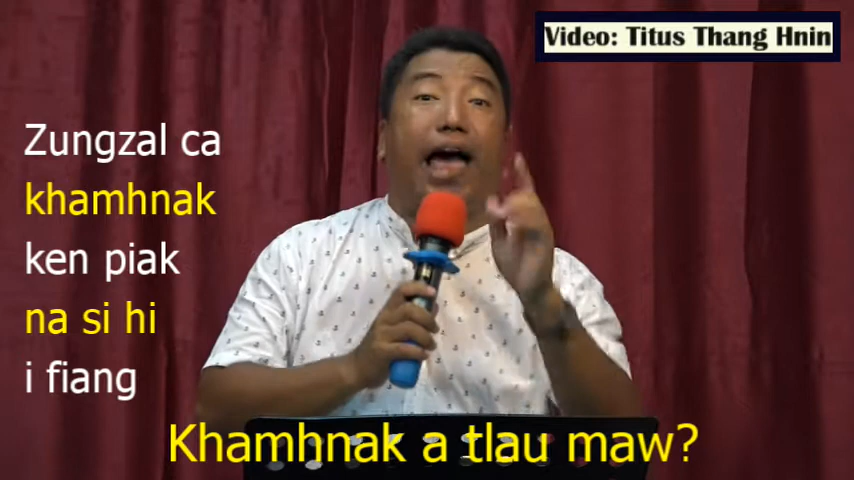 Video: Titus Thang Hnin
Zungzal ca
khamhnak
ken piak
na si hi
i fiang
Khamhnak a tlau maw?